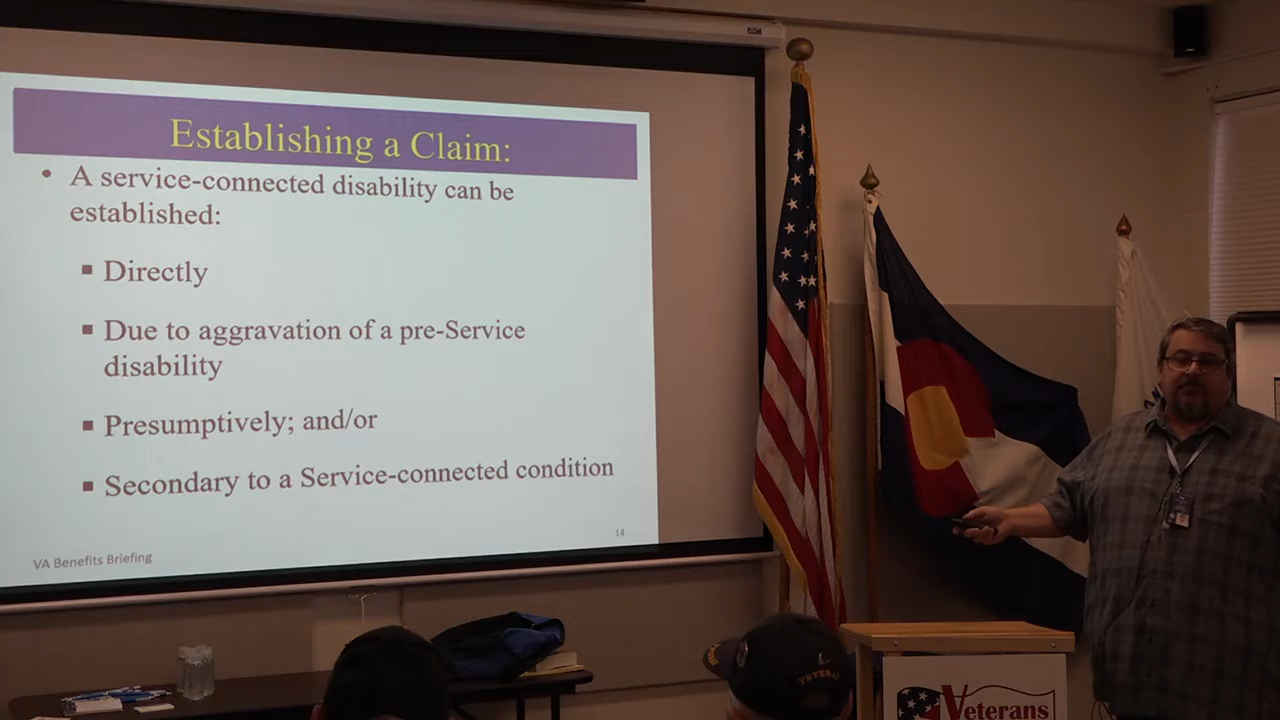 Establishing a Claim:
• A service-connected disability can be
established:
▪ Directly
▪ Due to aggravation of a pre-Service
disability
▪ Presumptively; and/or
▪ Secondary to a Service-connected condition
14
VA Benefits Briefing
Veterans